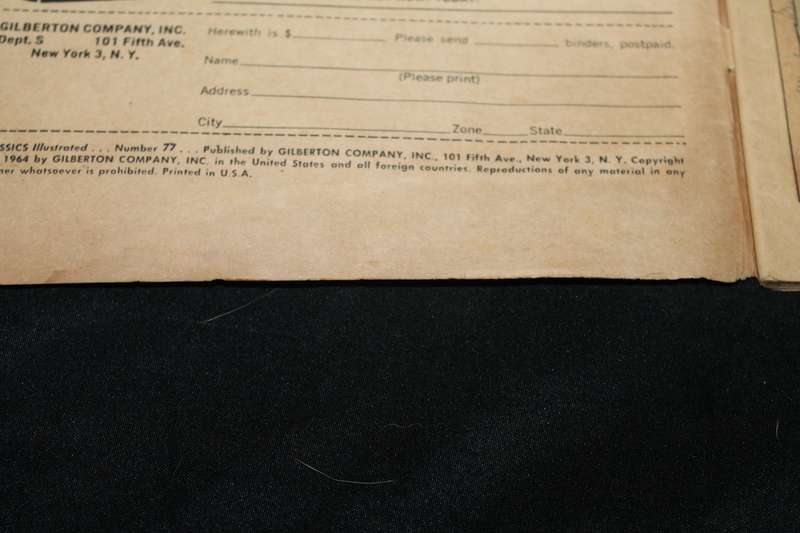 GILBERTON COMPANY, INC.
Dept. S 101 Fifth Ave.
New York 3, N. Y.
Herewith is $ Please send binders, postpaid.
Name
(Please print)
Address
City Zone State
SSICS Illustrated . . . Number 77 . . . Published by GILBERTON COMPANY, INC., 101 Fifth Ave., New York 3, N. Y. Copyright
1964 by GILBERTON COMPANY, INC. in the United States and all foreign countries. Reproductions of any material in any
ner whatsoever is prohibited. Printed in U.S.A.